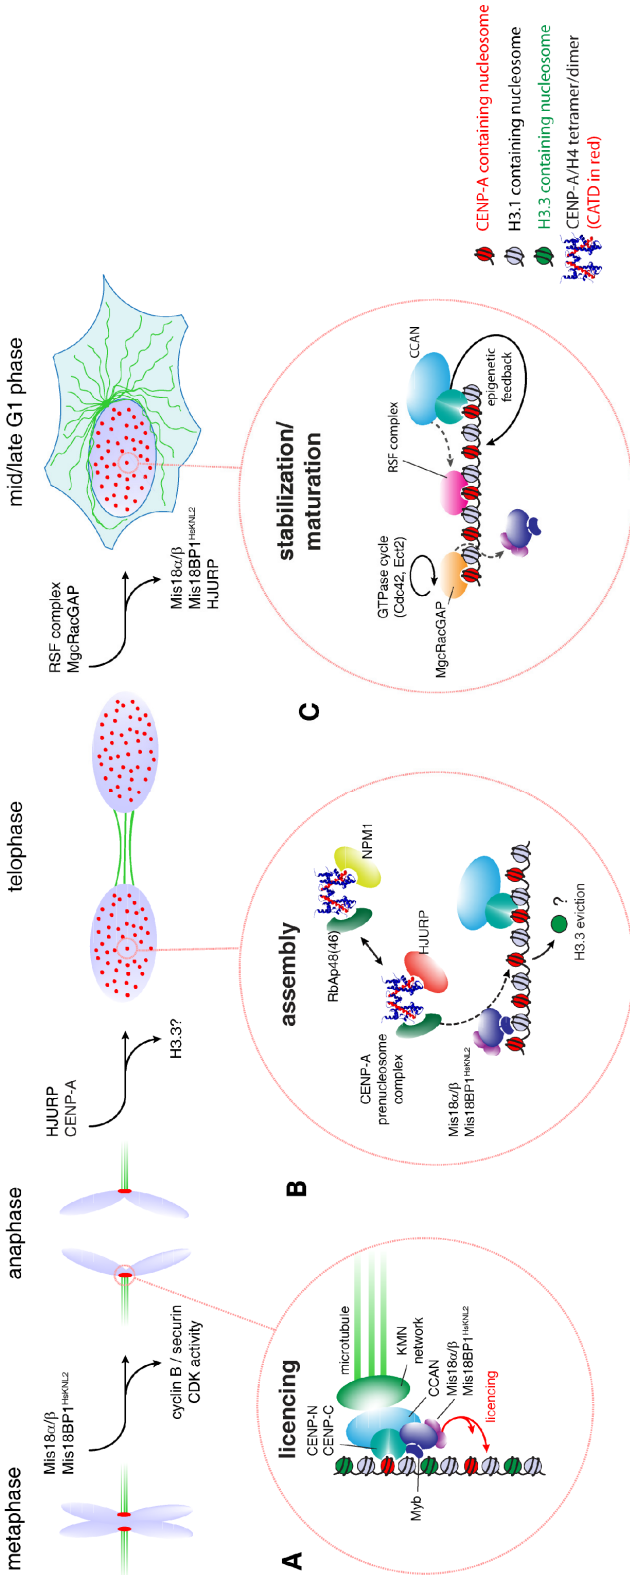 metaphase
anaphase
telophase
mid/late G1 phase
Mis18α/β
Mis18BP1HsKNL2
cyclin B / securin
CDK activity
HJURP
CENP-A
H3.3?
RSF complex
MgcRacGAP
Mis18α/β
Mis18BP1HsKNL2
HJURP
A
licencing
CENP-N
CENP-C
microtubule
KMN
network
CCAN
Mis18α/β
Mis18BP1HsKNL2
Myb
licencing
B
assembly
RbAp48(46)
NPM1
CENP-A
prenucleosome
complex
HJURP
Mis18α/β
Mis18BP1HsKNL2
?
H3.3 eviction
C
stabilization/
maturation
GTPase cycle
(Cdc42, Ect2)
MgcRacGAP
RSF complex
CCAN
epigenetic
feedback
CENP-A containing nucleosome
H3.1 containing nucleosome
H3.3 containing nucleosome
CENP-A/H4 tetramer/dimer
(CATD in red)